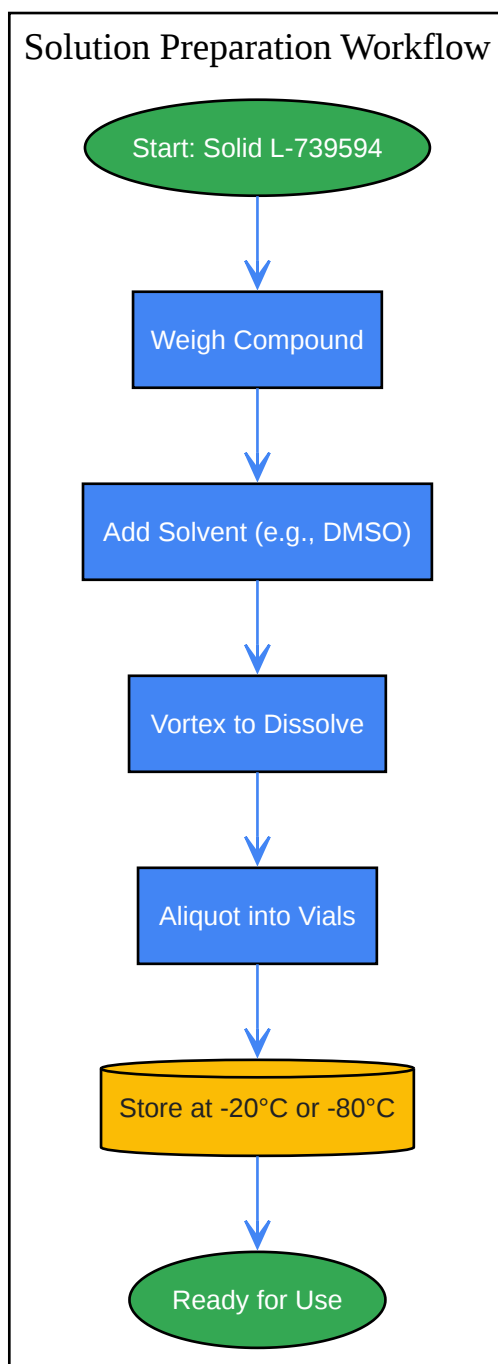 Solution Preparation Workflow
Start: Solid L-739594
Weigh Compound
Add Solvent (e.g., DMSO)
Vortex to Dissolve
Aliquot into Vials
Store at -20°C or -80°C
Ready for Use